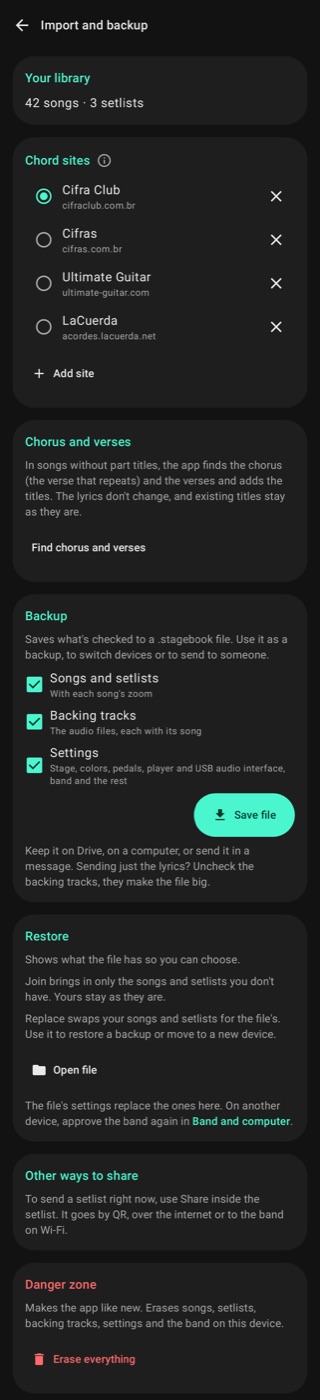 Import and backup
Your library
42 songs · 3 setlists
Chord sites
Cifra Club
cifraclub.com.br
Cifras
cifras.com.br
Ultimate Guitar
ultimate-guitar.com
LaCuerda
acordes.lacuerda.net
Add site
Chorus and verses
In songs without part titles, the app finds the chorus
(the verse that repeats) and the verses and adds the
titles. The lyrics don't change, and existing titles stay
as they are.
Find chorus and verses
Backup
Saves what's checked to a .stagebook file. Use it as a
backup, to switch devices or to send to someone.
Songs and setlists
With each song's zoom
Backing tracks
The audio files, each with its song
Settings
Stage, colors, pedals, player and USB audio interface,
band and the rest
Save file
Keep it on Drive, on a computer, or send it in a
message. Sending just the lyrics? Uncheck the
backing tracks, they make the file big.
Restore
Shows what the file has so you can choose.
Join brings in only the songs and setlists you don't
have. Yours stay as they are.
Replace swaps your songs and setlists for the file's.
Use it to restore a backup or move to a new device.
Open file
The file's settings replace the ones here. On another
device, approve the band again in Band and computer.
Other ways to share
To send a setlist right now, use Share inside the
setlist. It goes by QR, over the internet or to the band
on Wi-Fi.
Danger zone
Makes the app like new. Erases songs, setlists,
backing tracks, settings and the band on this device.
Erase everything